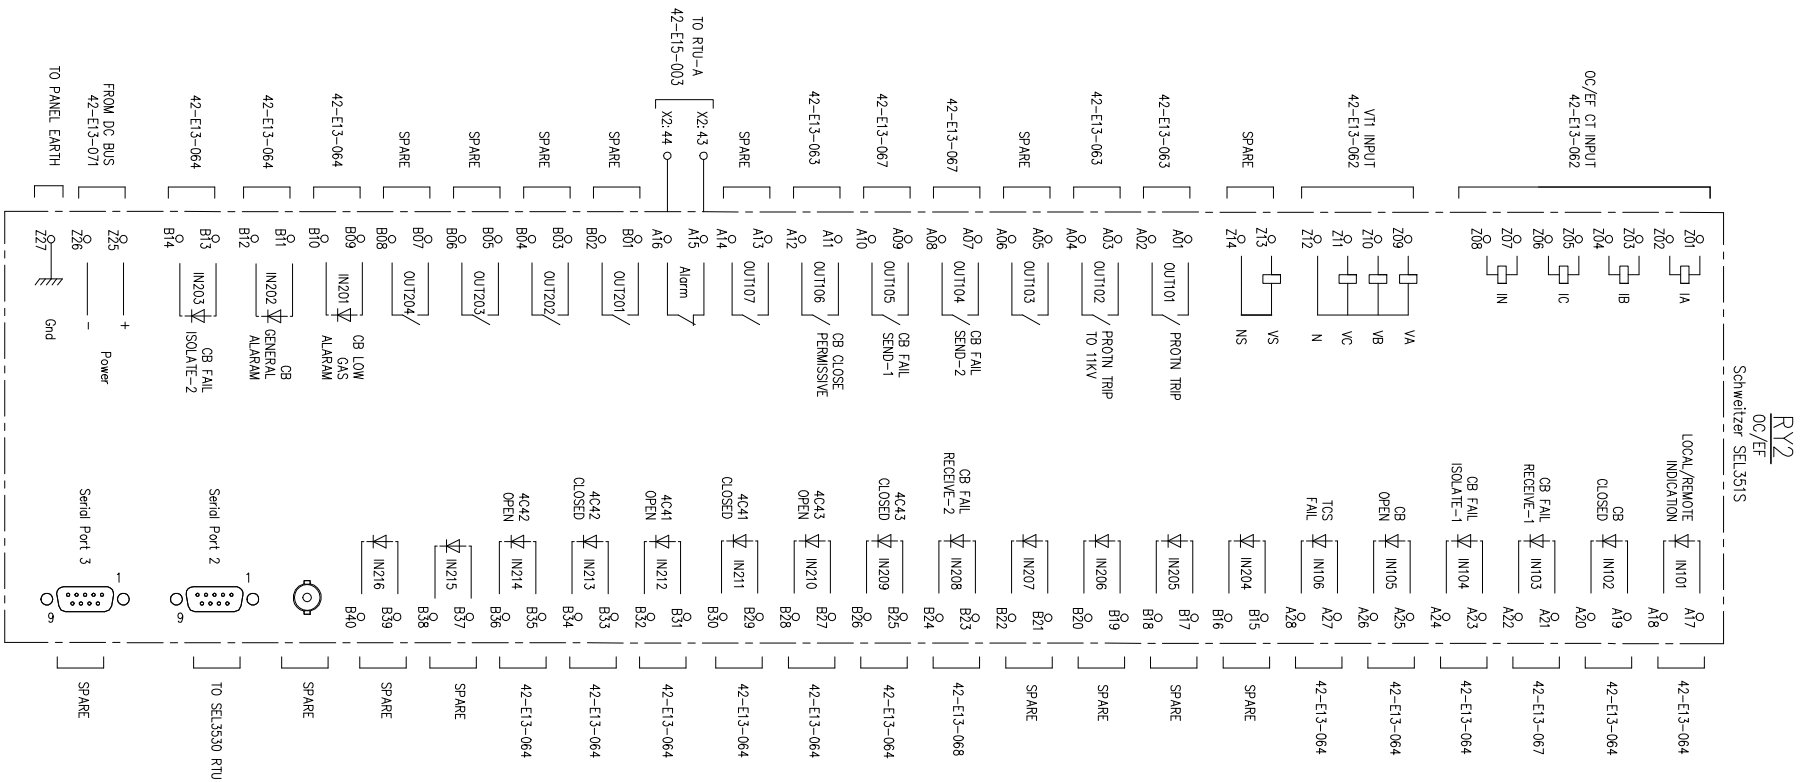 RY2
OC/EF
Schweitzer SEL351S
OC/EF CT INPUT
42-E13-062
Z01
Z02
IA
Z03
Z04
IB
Z05
Z06
IC
Z07
Z08
IN
VT1 INPUT
42-E13-062
Z09
VA
Z10
VB
Z11
VC
Z12
N
SPARE
Z13
VS
Z14
NS
42-E13-063
A01
A02
OUT101
PROTN TRIP
42-E13-063
A03
A04
OUT102
PROTN TRIP
TO 11KV
SPARE
A05
A06
OUT103
42-E13-067
A07
A08
OUT104
CB FAIL
SEND-2
42-E13-067
A09
A10
OUT105
CB FAIL
SEND-1
42-E13-063
A11
A12
OUT106
CB CLOSE
PERMISSIVE
SPARE
A13
A14
OUT107
TO RTU-A
42-E15-003
X2:43
X2:44
A15
A16
Alarm
SPARE
B01
B02
OUT201
SPARE
B03
B04
OUT202
SPARE
B05
B06
OUT203
SPARE
B07
B08
OUT204
42-E13-064
B09
B10
IN201
CB LOW
GAS
ALARAM
42-E13-064
B11
B12
IN202
CB
GENERAL
ALARAM
42-E13-064
B13
B14
IN203
CB FAIL
ISOLATE-2
FROM DC BUS
42-E13-071
Z25
+
Z26
-
Power
TO PANEL EARTH
Z27
Gnd
LOCAL/REMOTE
INDICATION
IN101
A17
A18
42-E13-064
CB
CLOSED
IN102
A19
A20
42-E13-064
CB FAIL
RECEIVE-1
IN103
A21
A22
42-E13-067
CB FAIL
ISOLATE-1
IN104
A23
A24
42-E13-064
CB
OPEN
IN105
A25
A26
42-E13-064
TCS
FAIL
IN106
A27
A28
42-E13-064
IN204
B15
B16
SPARE
IN205
B17
B18
SPARE
IN206
B19
B20
SPARE
IN207
B21
B22
SPARE
CB FAIL
RECEIVE-2
IN208
B23
B24
42-E13-068
4C43
CLOSED
IN209
B25
B26
42-E13-064
4C43
OPEN
IN210
B27
B28
42-E13-064
4C41
CLOSED
IN211
B29
B30
42-E13-064
4C41
OPEN
IN212
B31
B32
42-E13-064
4C42
CLOSED
IN213
B33
B34
42-E13-064
4C42
OPEN
IN214
B35
B36
42-E13-064
IN215
B37
B38
SPARE
IN216
B39
B40
SPARE
SPARE
Serial Port 2
1
9
TO SEL3530 RTU
Serial Port 3
1
9
SPARE